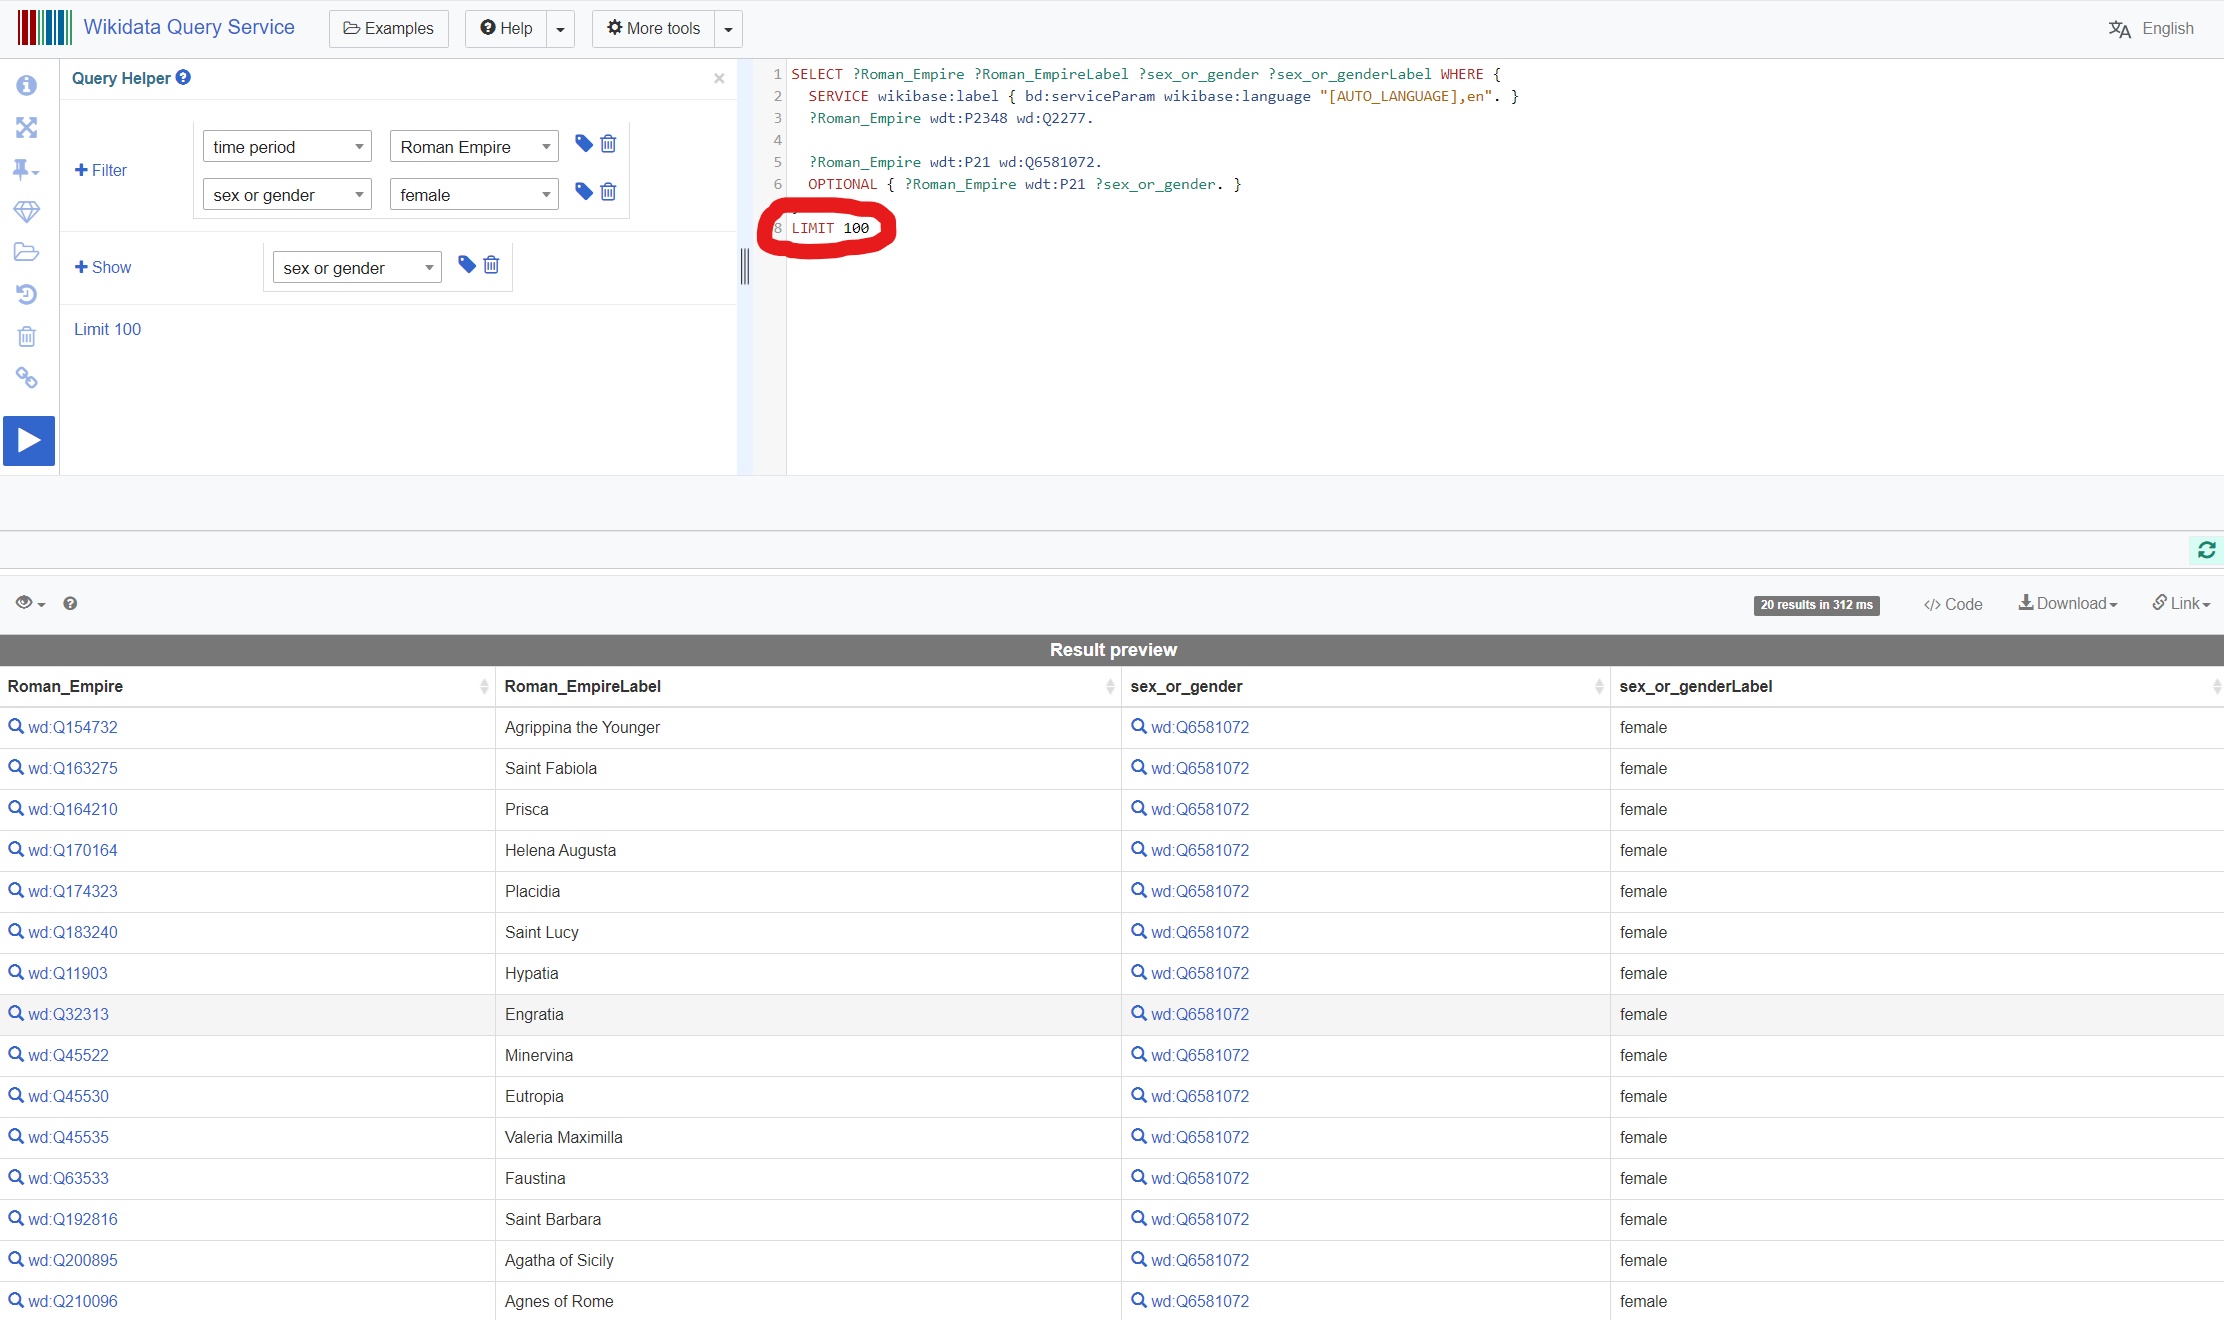 Wikidata Query Service
Examples
Help
More tools
English
Query Helper
×
+ Filter
time period
Roman Empire
sex or gender
female
+ Show
sex or gender
Limit 100
1 SELECT ?Roman_Empire ?Roman_EmpireLabel ?sex_or_gender ?sex_or_genderLabel WHERE {
2 SERVICE wikibase:label { bd:serviceParam wikibase:language "[AUTO_LANGUAGE],en". }
3 ?Roman_Empire wdt:P2348 wd:Q2277.
4
5 ?Roman_Empire wdt:P21 wd:Q6581072.
6 OPTIONAL { ?Roman_Empire wdt:P21 ?sex_or_gender. }
8 LIMIT 100
20 results in 312 ms
</> Code
Download
Link
Result preview
Roman_Empire Roman_EmpireLabel sex_or_gender sex_or_genderLabel
wd:Q154732 Agrippina the Younger wd:Q6581072 female
wd:Q163275 Saint Fabiola wd:Q6581072 female
wd:Q164210 Prisca wd:Q6581072 female
wd:Q170164 Helena Augusta wd:Q6581072 female
wd:Q174323 Placidia wd:Q6581072 female
wd:Q183240 Saint Lucy wd:Q6581072 female
wd:Q11903 Hypatia wd:Q6581072 female
wd:Q32313 Engratia wd:Q6581072 female
wd:Q45522 Minervina wd:Q6581072 female
wd:Q45530 Eutropia wd:Q6581072 female
wd:Q45535 Valeria Maximilla wd:Q6581072 female
wd:Q63533 Faustina wd:Q6581072 female
wd:Q192816 Saint Barbara wd:Q6581072 female
wd:Q200895 Agatha of Sicily wd:Q6581072 female
wd:Q210096 Agnes of Rome wd:Q6581072 female